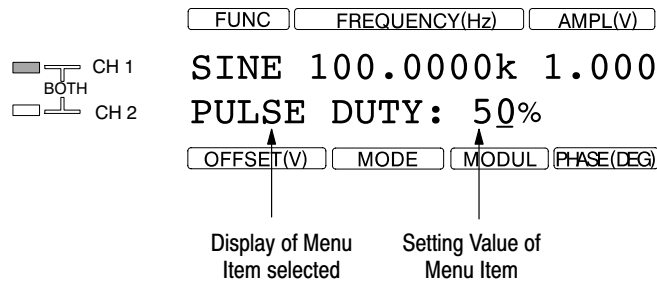 FUNC FREQUENCY(Hz) AMPL(V)
CH 1
SINE 100.0000k 1.000
BOTH
CH 2
PULSE DUTY: 50%
OFFSET(V) MODE MODUL PHASE(DEG)
Display of Menu
Item selected
Setting Value of
Menu Item